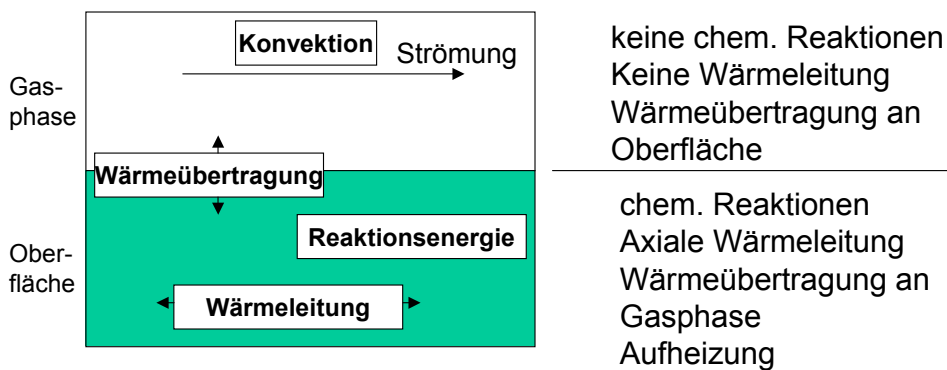 Konvektion
Strömung
Gas-
phase
Wärmeübertragung
Reaktionsenergie
Ober-
fläche
Wärmeleitung
keine chem. Reaktionen
Keine Wärmeleitung
Wärmeübertragung an
Oberfläche
chem. Reaktionen
Axiale Wärmeleitung
Wärmeübertragung an
Gasphase
Aufheizung